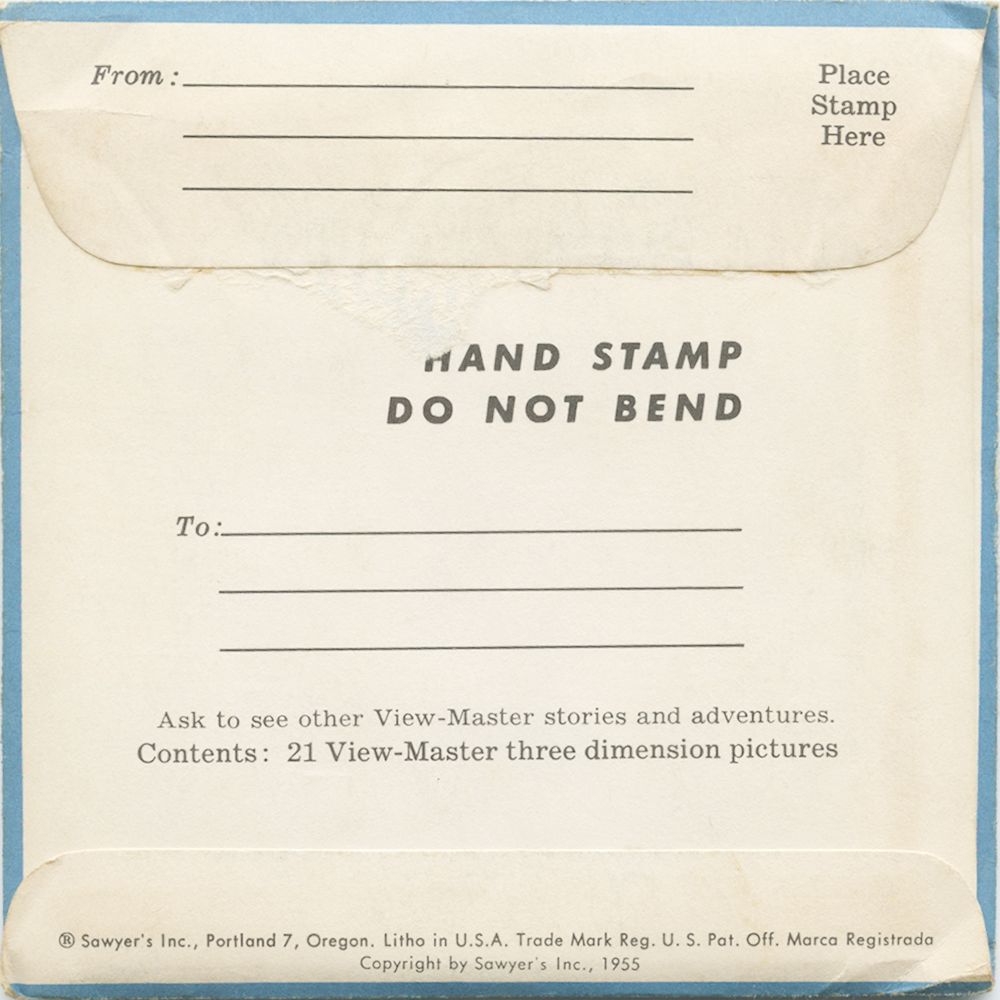 From :
Place
Stamp
Here
HAND STAMP
DO NOT BEND
To:
Ask to see other View-Master stories and adventures.
Contents: 21 View-Master three dimension pictures
® Sawyer's Inc., Portland 7, Oregon. Litho in U.S.A. Trade Mark Reg. U. S. Pat. Off. Marca Registrada
Copyright by Sawyer's Inc., 1955